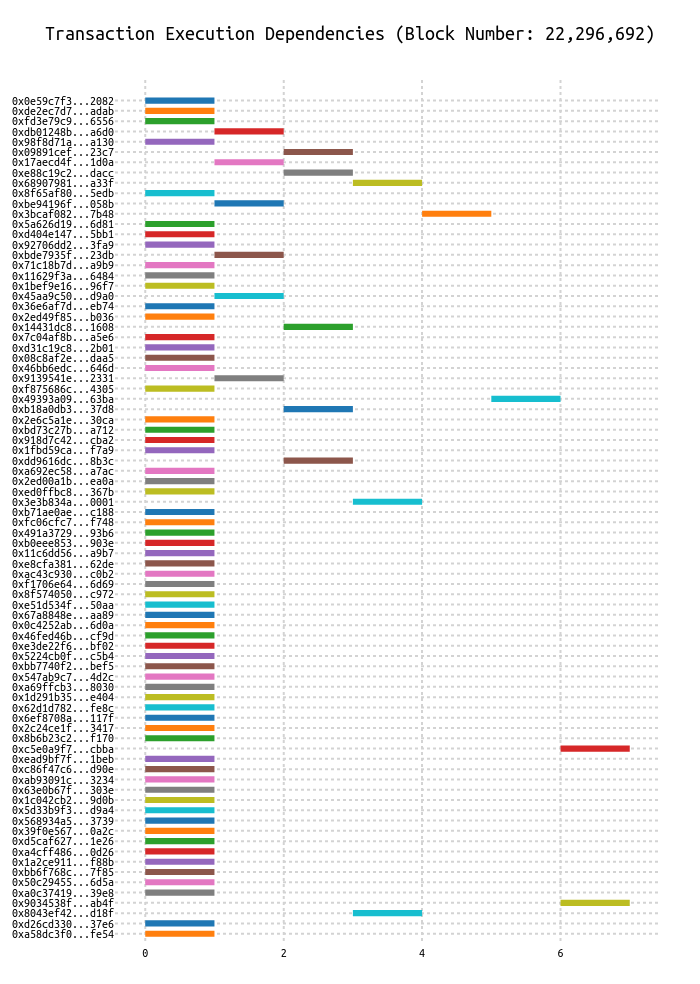 Transaction Execution Dependencies (Block Number: 22,296,692)
0x0e59c7f3...2082
0xde2ec7d7...adab
0xfd3e79c9...6556
0xdb01248b...a6d0
0x98f8d71a...a130
0x09891cef...23c7
0x17aecd4f...1d0a
0xe88c19c2...dacc
0x68907981...a33f
0x8f65af80...5edb
0xbe94196f...058b
0x3bcaf082...7b48
0x5a626d19...6d81
0xd404e147...5bb1
0x92706dd2...3fa9
0xbde7935f...23db
0x71c18b7d...a9b9
0x11629f3a...6484
0x1bef9e16...96f7
0x45aa9c50...d9a0
0x36e6af7d...eb74
0x2ed49f85...b036
0x14431dc8...1608
0x7c04af8b...a5e6
0xd31c19c8...2b01
0x08c8af2e...daa5
0x46bb6edc...646d
0x9139541e...2331
0xf875686c...4305
0x49393a09...63ba
0xb18a0db3...37d8
0x2e6c5a1e...30ca
0xbd73c27b...a712
0x918d7c42...cba2
0x1fbd59ca...f7a9
0xdd9616dc...8b3c
0xa692ec58...a7ac
0x2ed00a1b...ea0a
0xed0ffbc8...367b
0x3e3b834a...0001
0xb71ae0ae...c188
0xfc06cfc7...f748
0x491a3729...93b6
0xb0eee853...903e
0x11c6dd56...a9b7
0xe8cfa381...62de
0xac43c930...c0b2
0xf1706e64...6d69
0x8f574050...c972
0xe51d534f...50aa
0x67a8848e...aa89
0x0c4252ab...6d0a
0x46fed46b...cf9d
0xe3de22f6...bf02
0x5224cb0f...c5b4
0xbb7740f2...bef5
0x547ab9c7...4d2c
0xa69ffcb3...8030
0x1d291b35...e404
0x62d1d782...fe8c
0x6ef8708a...117f
0x2c24ce1f...3417
0x8b6b23c2...f170
0xc5e0a9f7...cbba
0xead9bf7f...1beb
0xc86f47c6...d90e
0xab93091c...3234
0x63e0b67f...303e
0x1c042cb2...9d0b
0x5d33b9f3...d9a4
0x568934a5...3739
0x39f0e567...0a2c
0xd5caf627...1e26
0xa4cff486...0d26
0x1a2ce911...f88b
0xbb6f768c...7f85
0x50c29455...6d5a
0xa0c37419...39e8
0x9034538f...ab4f
0x8043ef42...d18f
0xd26cd330...37e6
0xa58dc3f0...fe54
0 2 4 6